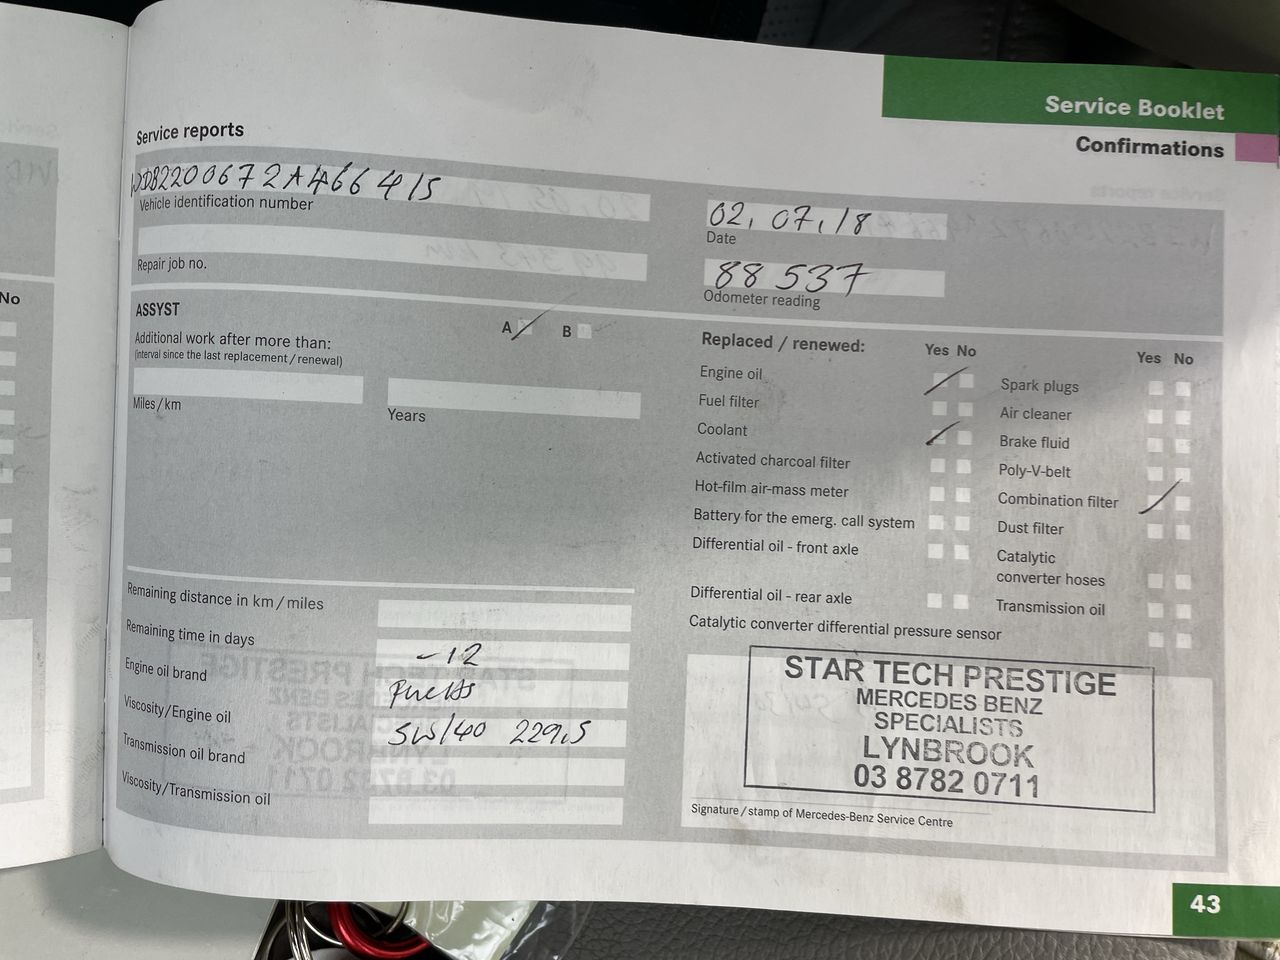 Service Booklet
Confirmations
Service reports
WDB2200672A466415
Vehicle identification number
Repair job no.
02, 07, 18
Date
88 537
Odometer reading
ASSYST
A B
Additional work after more than:
(interval since the last replacement / renewal)
Miles/km
Years
Replaced / renewed:
Yes No
Engine oil
Fuel filter
Coolant
Activated charcoal filter
Hot-film air-mass meter
Battery for the emerg. call system
Differential oil - front axle
Differential oil - rear axle
Catalytic converter differential pressure sensor
Yes No
Spark plugs
Air cleaner
Brake fluid
Poly-V-belt
Combination filter
Dust filter
Catalytic
converter hoses
Transmission oil
Remaining distance in km/miles
Remaining time in days
-12
Engine oil brand
Fuchs
Viscosity/Engine oil
5W/40 229.5
Transmission oil brand
Viscosity/Transmission oil
STAR TECH PRESTIGE
MERCEDES BENZ
SPECIALISTS
LYNBROOK
03 8782 0711
Signature/stamp of Mercedes-Benz Service Centre
43
No